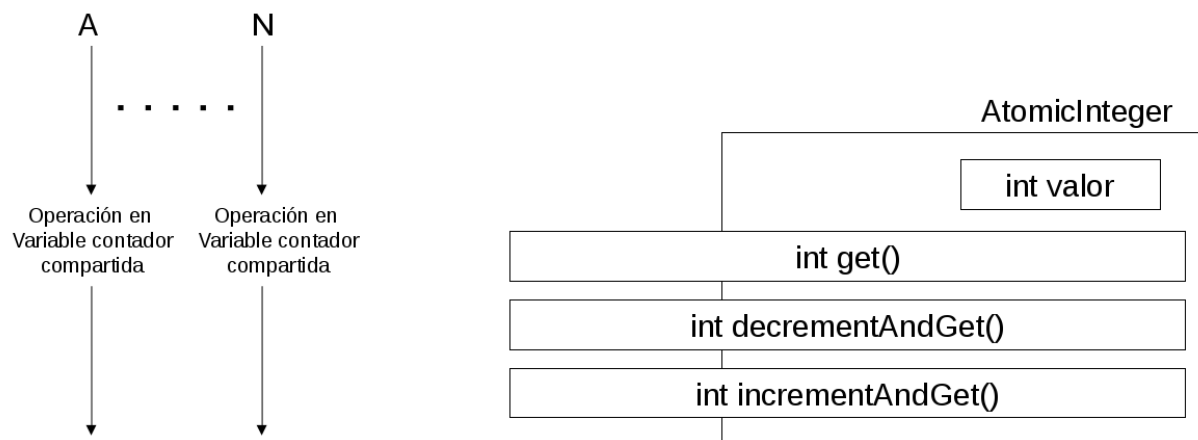 A
N
Operación en
Variable contador
compartida
Operación en
Variable contador
compartida
AtomicInteger
int valor
int get()
int decrementAndGet()
int incrementAndGet()